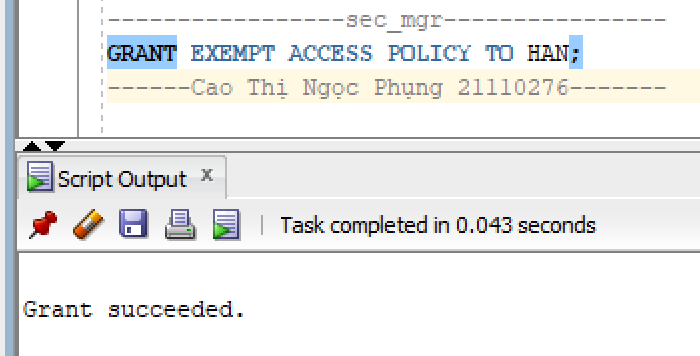 -----------------sec_mgr----------------
GRANT EXEMPT ACCESS POLICY TO HAN;
------Cao Thị Ngọc Phụng 21110276-------
Script Output x
Task completed in 0.043 seconds
Grant succeeded.